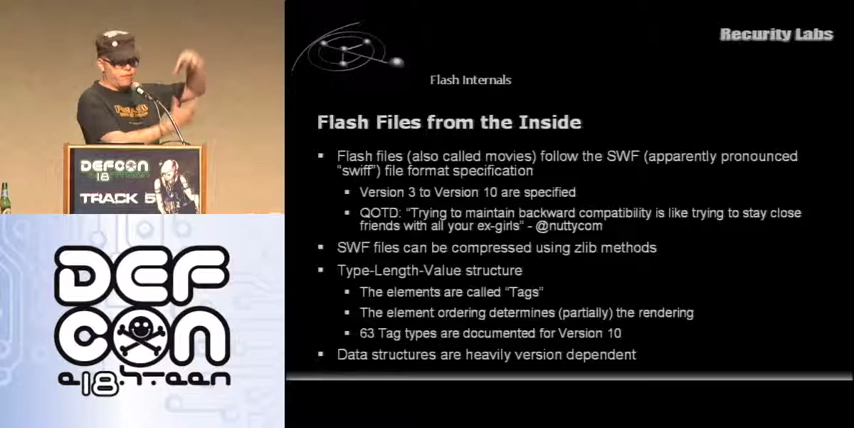 Recurity Labs
Flash Internals
Flash Files from the Inside
Flash files (also called movies) follow the SWF (apparently pronounced
"swiff") file format specification
Version 3 to Version 10 are specified
QOTD: "Trying to maintain backward compatibility is like trying to stay close
friends with all your ex-girls" - @nuttycom
SWF files can be compressed using zlib methods
Type-Length-Value structure
The elements are called "Tags"
The element ordering determines (partially) the rendering
63 Tag types are documented for Version 10
Data structures are heavily version dependent
DEFCON
18
TRACK 5
DEF
CON
e18.hteen